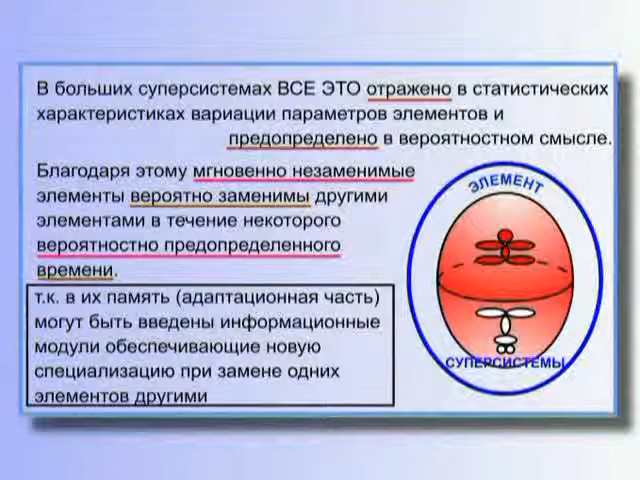 В больших суперсистемах ВСЕ ЭТО отражено в статистических
характеристиках вариации параметров элементов и
предопределено в вероятностном смысле.
Благодаря этому мгновенно незаменимые
элементы вероятно заменимы другими
элементами в течение некоторого
вероятностно предопределенного
времени.
т.к. в их память (адаптационная часть)
могут быть введены информационные
модули обеспечивающие новую
специализацию при замене одних
элементов другими
ЭЛЕМЕНТ
СУПЕРСИСТЕМЫ